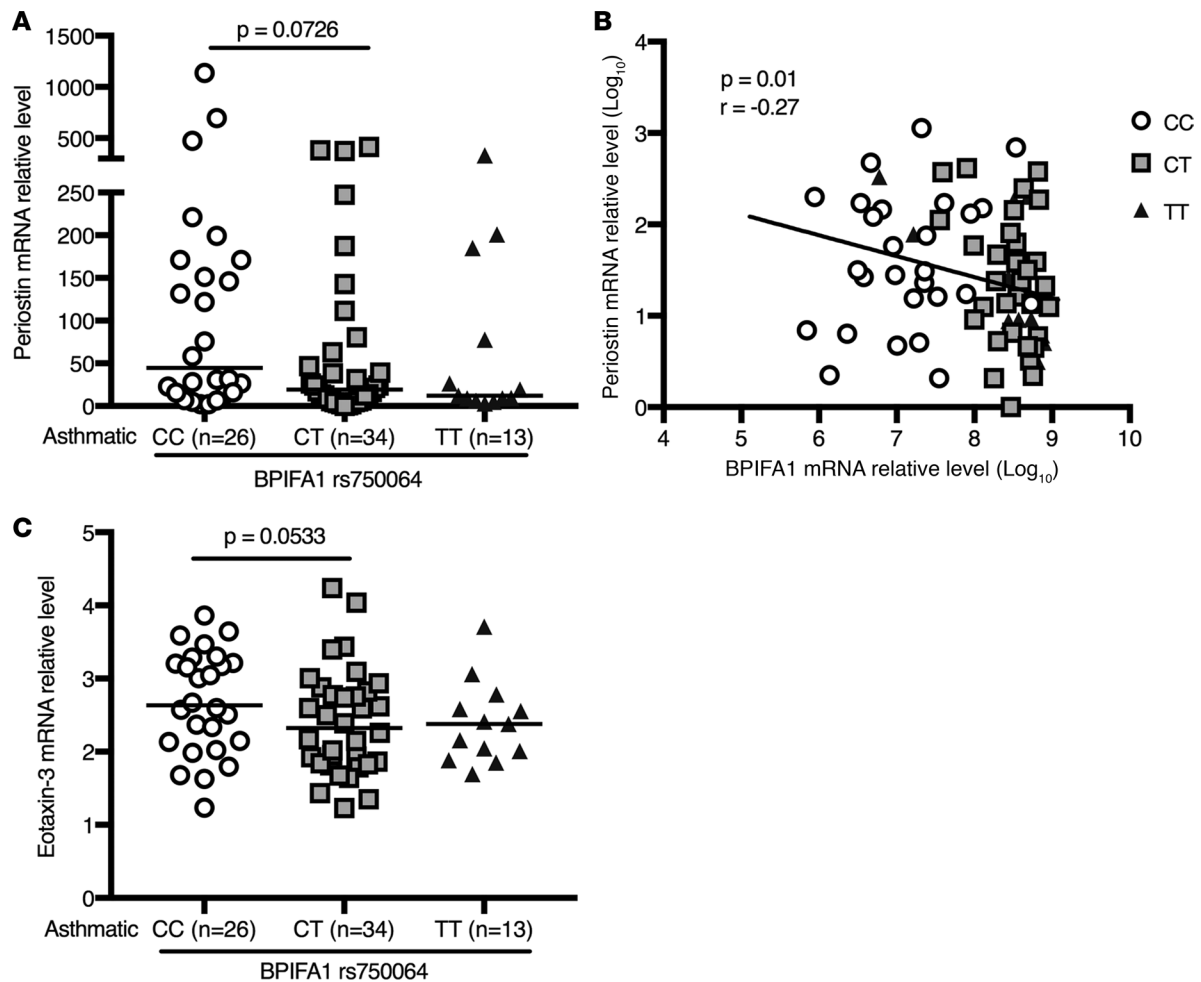 A
p = 0.0726
Periostin mRNA relative level
1500
1000
500
250
200
150
100
50
0
Asthmatic CC (n=26) CT (n=34) TT (n=13)
BPIFA1 rs750064
B
p = 0.01
r = -0.27
Periostin mRNA relative level (Log10)
4
3
2
1
0
4 5 6 7 8 9 10
BPIFA1 mRNA relative level (Log10)
CC
CT
TT
C
p = 0.0533
Eotaxin-3 mRNA relative level
5
4
3
2
1
0
Asthmatic CC (n=26) CT (n=34) TT (n=13)
BPIFA1 rs750064